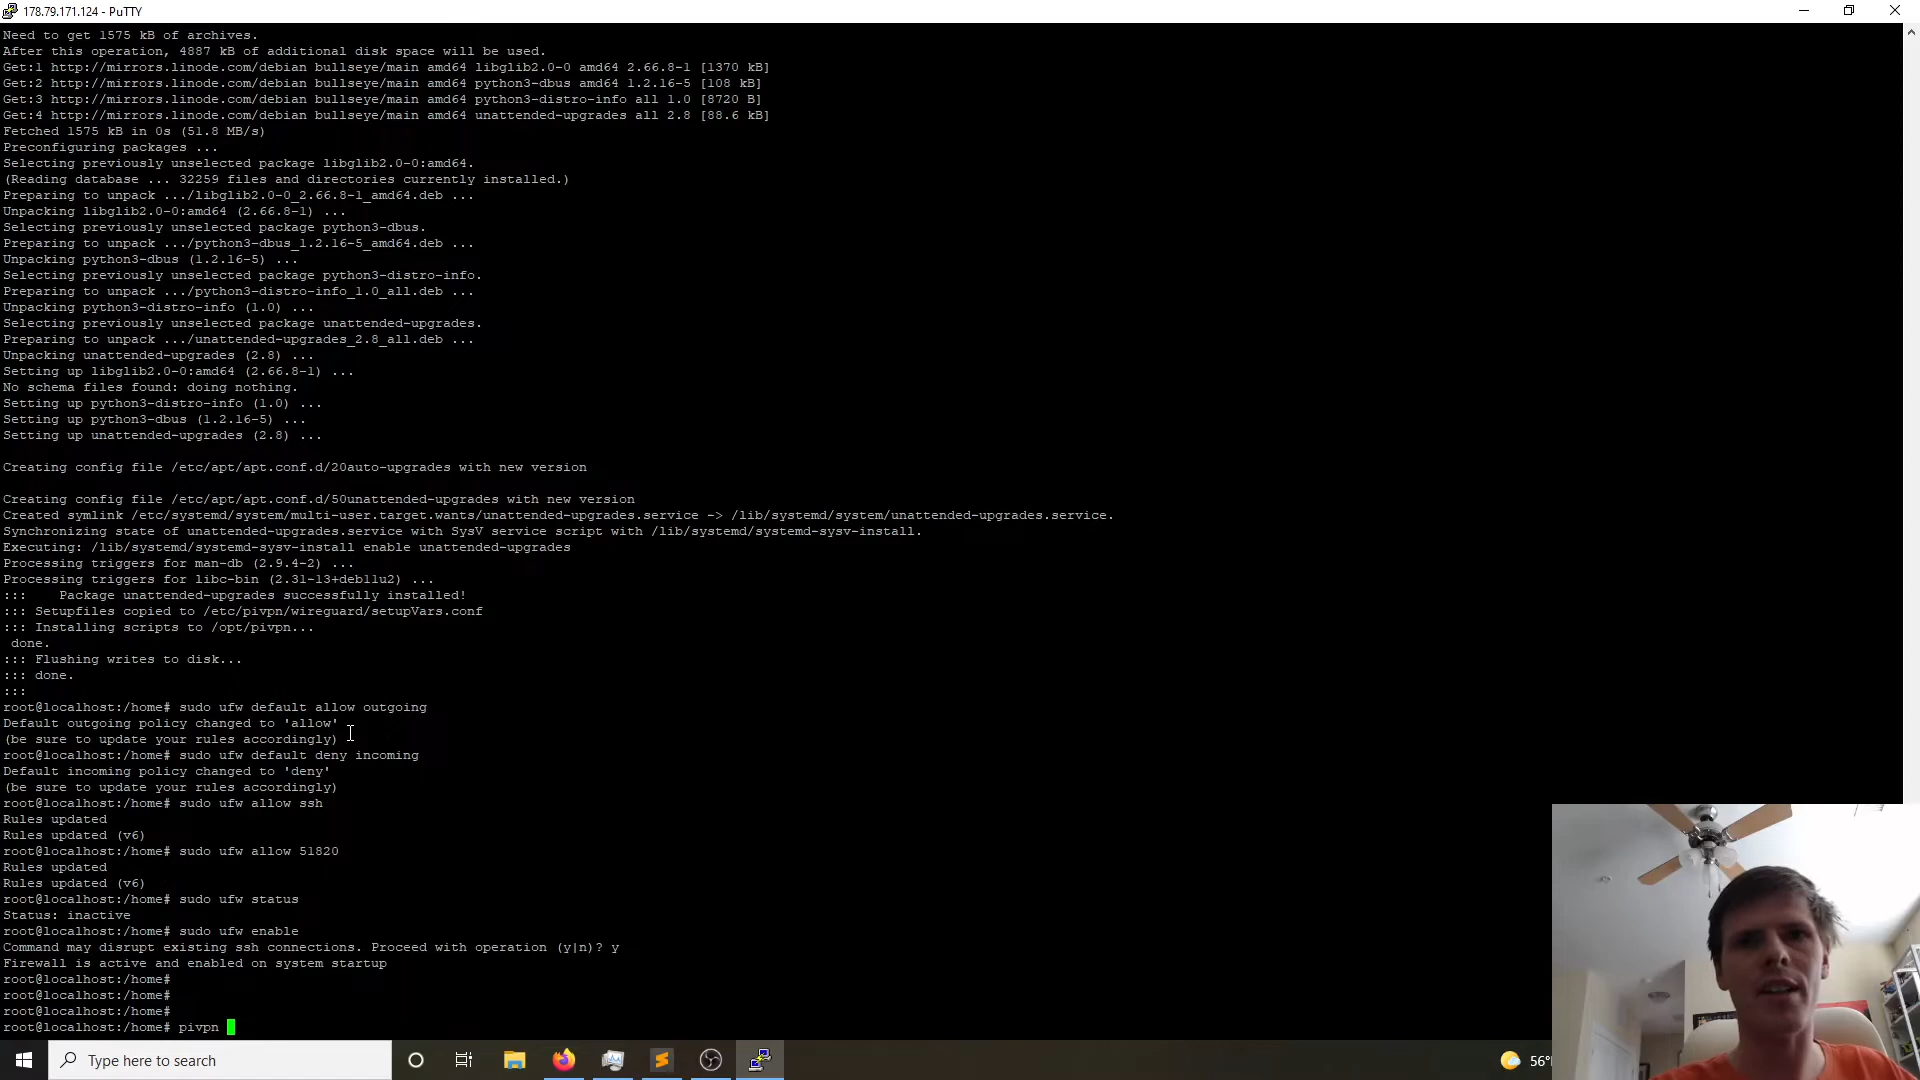 178.79.171.124 - PuTTY
Need to get 1575 kB of archives.
After this operation, 4887 kB of additional disk space will be used.
Get:1 http://mirrors.linode.com/debian bullseye/main amd64 libglib2.0-0 amd64 2.66.8-1 [1370 kB]
Get:2 http://mirrors.linode.com/debian bullseye/main amd64 python3-dbus amd64 1.2.16-5 [108 kB]
Get:3 http://mirrors.linode.com/debian bullseye/main amd64 python3-distro-info all 1.0 [8720 B]
Get:4 http://mirrors.linode.com/debian bullseye/main amd64 unattended-upgrades all 2.8 [88.6 kB]
Fetched 1575 kB in 0s (51.8 MB/s)
Preconfiguring packages ...
Selecting previously unselected package libglib2.0-0:amd64.
(Reading database ... 32259 files and directories currently installed.)
Preparing to unpack .../libglib2.0-0_2.66.8-1_amd64.deb ...
Unpacking libglib2.0-0:amd64 (2.66.8-1) ...
Selecting previously unselected package python3-dbus.
Preparing to unpack .../python3-dbus_1.2.16-5_amd64.deb ...
Unpacking python3-dbus (1.2.16-5) ...
Selecting previously unselected package python3-distro-info.
Preparing to unpack .../python3-distro-info_1.0_all.deb ...
Unpacking python3-distro-info (1.0) ...
Selecting previously unselected package unattended-upgrades.
Preparing to unpack .../unattended-upgrades_2.8_all.deb ...
Unpacking unattended-upgrades (2.8) ...
Setting up libglib2.0-0:amd64 (2.66.8-1) ...
No schema files found: doing nothing.
Setting up python3-distro-info (1.0) ...
Setting up python3-dbus (1.2.16-5) ...
Setting up unattended-upgrades (2.8) ...
Creating config file /etc/apt/apt.conf.d/20auto-upgrades with new version
Creating config file /etc/apt/apt.conf.d/50unattended-upgrades with new version
Created symlink /etc/systemd/system/multi-user.target.wants/unattended-upgrades.service -> /lib/systemd/system/unattended-upgrades.service.
Synchronizing state of unattended-upgrades.service with SysV service script with /lib/systemd/systemd-sysv-install.
Executing: /lib/systemd/systemd-sysv-install enable unattended-upgrades
Processing triggers for man-db (2.9.4-2) ...
Processing triggers for libc-bin (2.31-13+deb11u2) ...
:::    Package unattended-upgrades successfully installed!
::: Setupfiles copied to /etc/pivpn/wireguard/setupVars.conf
::: Installing scripts to /opt/pivpn...
 done.
::: Flushing writes to disk...
::: done.
:::
root@localhost:/home# sudo ufw default allow outgoing
Default outgoing policy changed to 'allow'
(be sure to update your rules accordingly)
root@localhost:/home# sudo ufw default deny incoming
Default incoming policy changed to 'deny'
(be sure to update your rules accordingly)
root@localhost:/home# sudo ufw allow ssh
Rules updated
Rules updated (v6)
root@localhost:/home# sudo ufw allow 51820
Rules updated
Rules updated (v6)
root@localhost:/home# sudo ufw status
Status: inactive
root@localhost:/home# sudo ufw enable
Command may disrupt existing ssh connections. Proceed with operation (y|n)? y
Firewall is active and enabled on system startup
root@localhost:/home#
root@localhost:/home#
root@localhost:/home#
root@localhost:/home# pivpn
Type here to search
56°